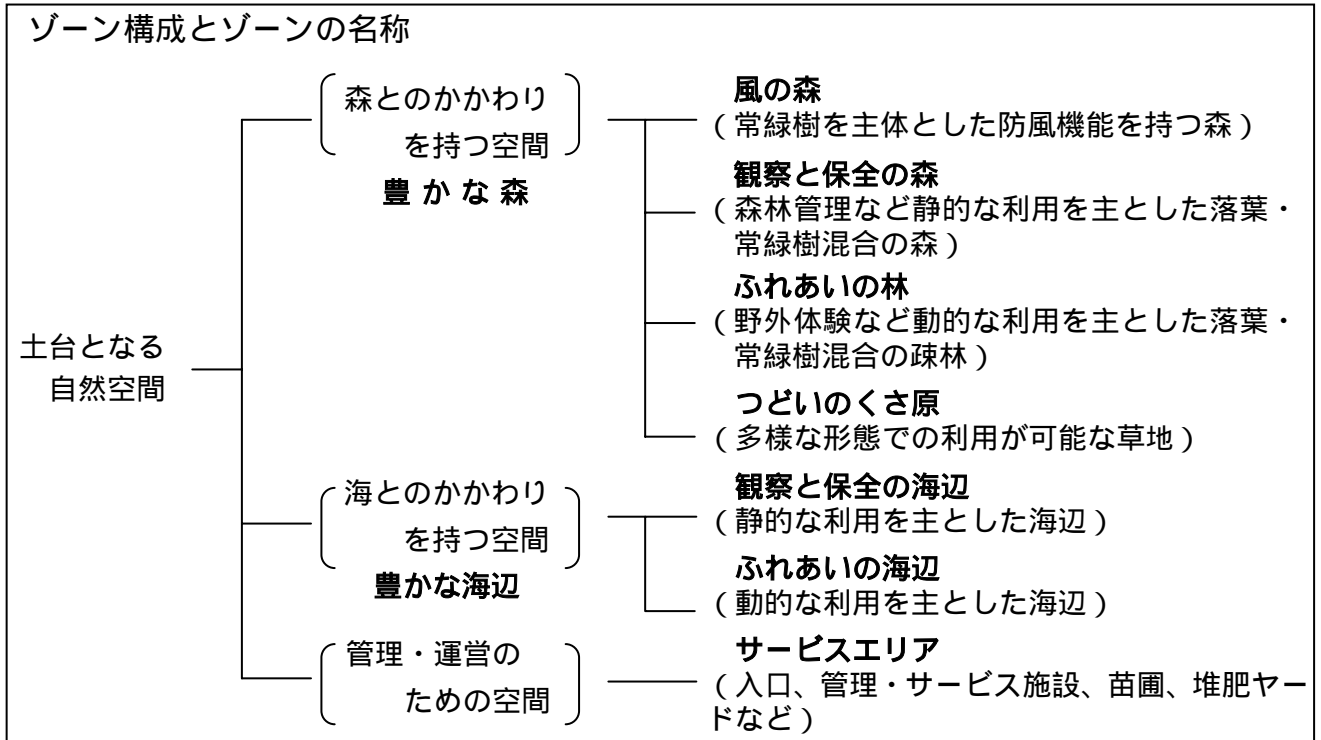 ゾーン構成とゾーンの名称
土台となる
自然空間
森とのかかわり
を持つ空間
豊かな森
風の森
(常緑樹を主体とした防風機能を持つ森)
観察と保全の森
(森林管理など静的な利用を主とした落葉・
常緑樹混合の森)
ふれあいの林
(野外体験など動的な利用を主とした落葉・
常緑樹混合の疎林)
つどいのくさ原
(多様な形態での利用が可能な草地)
海とのかかわり
を持つ空間
豊かな海辺
観察と保全の海辺
(静的な利用を主とした海辺)
ふれあいの海辺
(動的な利用を主とした海辺)
管理・運営の
ための空間
サービスエリア
(入口、管理・サービス施設、苗圃、堆肥ヤー
ドなど)